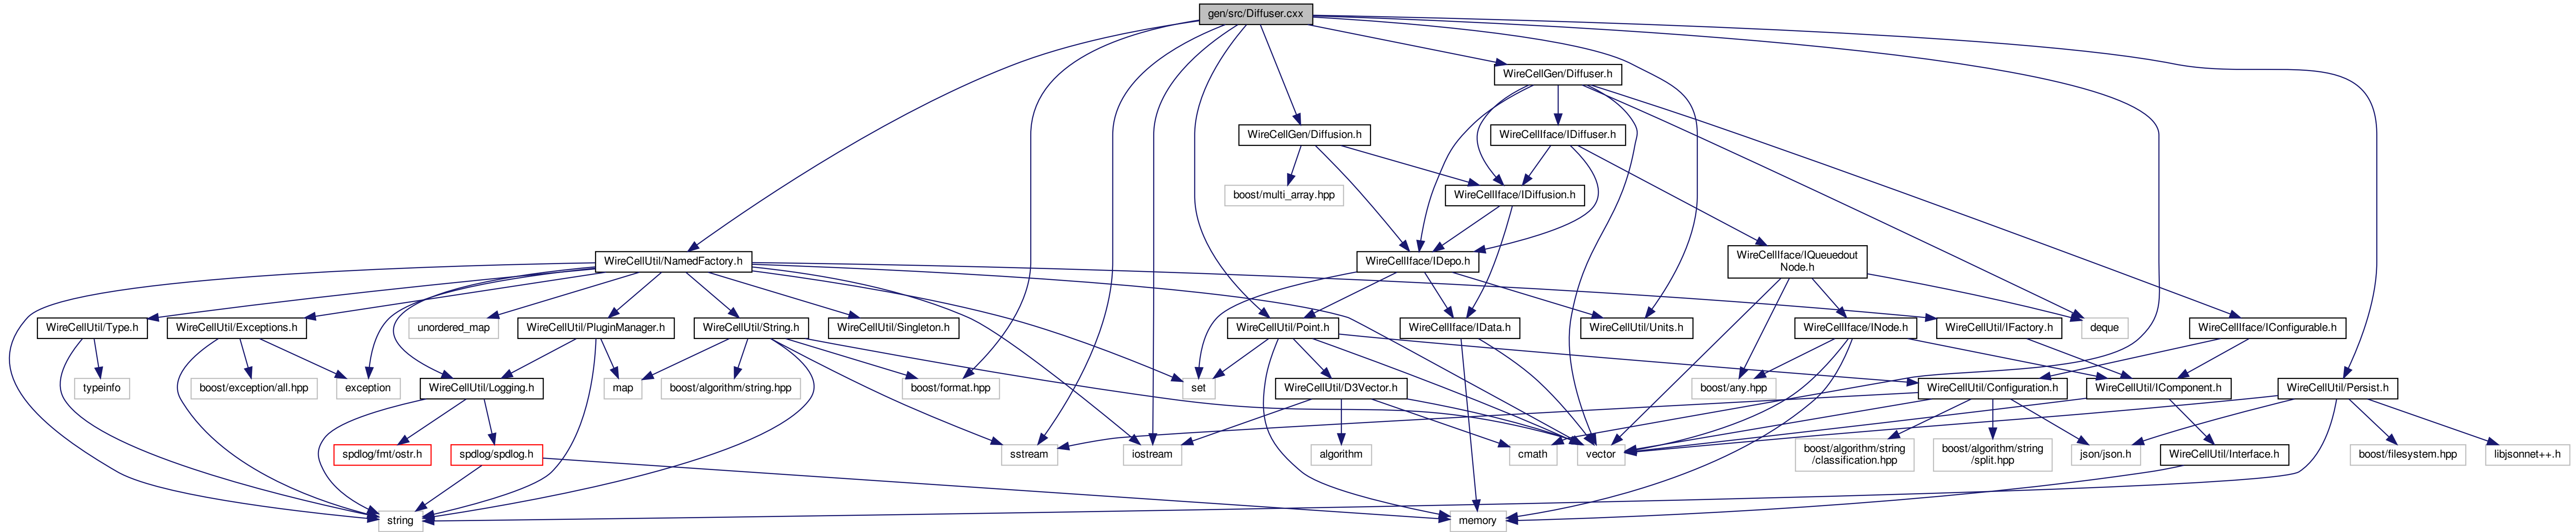 gen/src/Diffuser.cxx
WireCellGen/Diffuser.h
WireCellGen/Diffusion.h
WireCellIface/IDiffuser.h
boost/multi_array.hpp
WireCellIface/IDiffusion.h
WireCellUtil/NamedFactory.h
WireCellIface/IDepo.h
WireCellIface/IQueuedout
Node.h
WireCellUtil/Type.h
WireCellUtil/Exceptions.h
unordered_map
WireCellUtil/PluginManager.h
WireCellUtil/String.h
WireCellUtil/Singleton.h
WireCellUtil/Point.h
WireCellIface/IData.h
WireCellUtil/Units.h
WireCellIface/INode.h
WireCellUtil/IFactory.h
deque
WireCellIface/IConfigurable.h
typeinfo
boost/exception/all.hpp
exception
WireCellUtil/Logging.h
map
boost/algorithm/string.hpp
boost/format.hpp
set
WireCellUtil/D3Vector.h
boost/any.hpp
WireCellUtil/Configuration.h
WireCellUtil/IComponent.h
WireCellUtil/Persist.h
spdlog/fmt/ostr.h
spdlog/spdlog.h
sstream
iostream
algorithm
cmath
vector
boost/algorithm/string
/classification.hpp
boost/algorithm/string
/split.hpp
json/json.h
WireCellUtil/Interface.h
boost/filesystem.hpp
libjsonnet++.h
string
memory